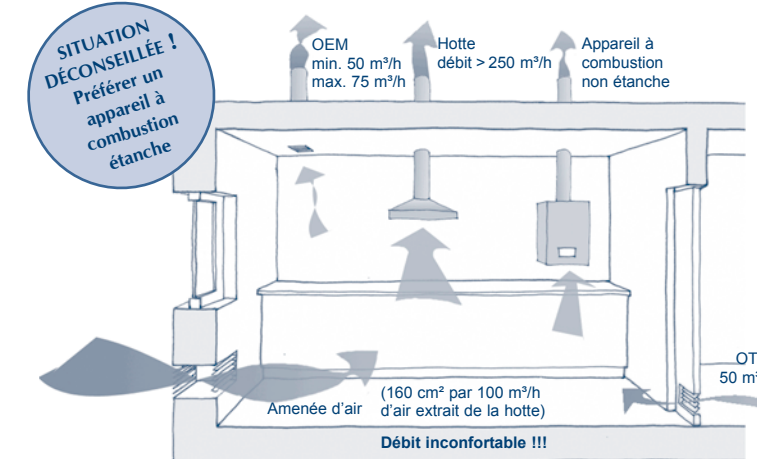 SITUATION
DÉCONSEILLÉE !
Préférer un
appareil à
combustion
étanche
OEM
min. 50 m³/h
max. 75 m³/h
Hotte
débit > 250 m³/h
Appareil à
combustion
non étanche
OT
50 m³
Amenée d’air
(160 cm² par 100 m³/h
d’air extrait de la hotte)
Débit inconfortable !!!